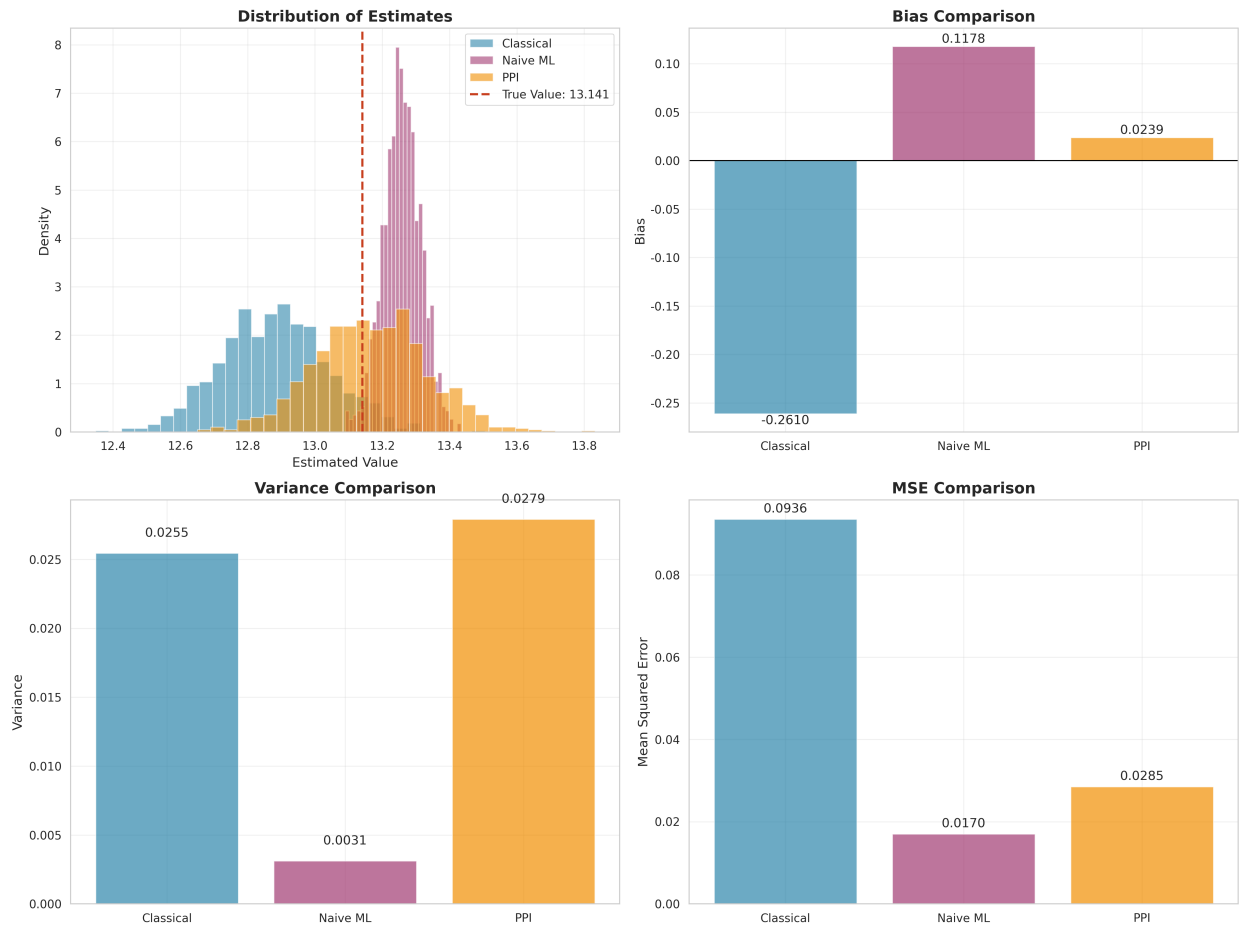 Distribution of Estimates
8
7
6
5
4
3
2
1
0
Density
12.4 12.6 12.8 13.0 13.2 13.4 13.6 13.8
Estimated Value
Classical
Naive ML
PPI
True Value: 13.141
Bias Comparison
0.10
0.05
0.00
-0.05
-0.10
-0.15
-0.20
-0.25
Bias
0.1178
0.0239
-0.2610
Classical Naive ML PPI
Variance Comparison
0.025
0.020
0.015
0.010
0.005
0.000
Variance
0.0255
0.0031
0.0279
Classical Naive ML PPI
MSE Comparison
0.08
0.06
0.04
0.02
0.00
Mean Squared Error
0.0936
0.0170
0.0285
Classical Naive ML PPI